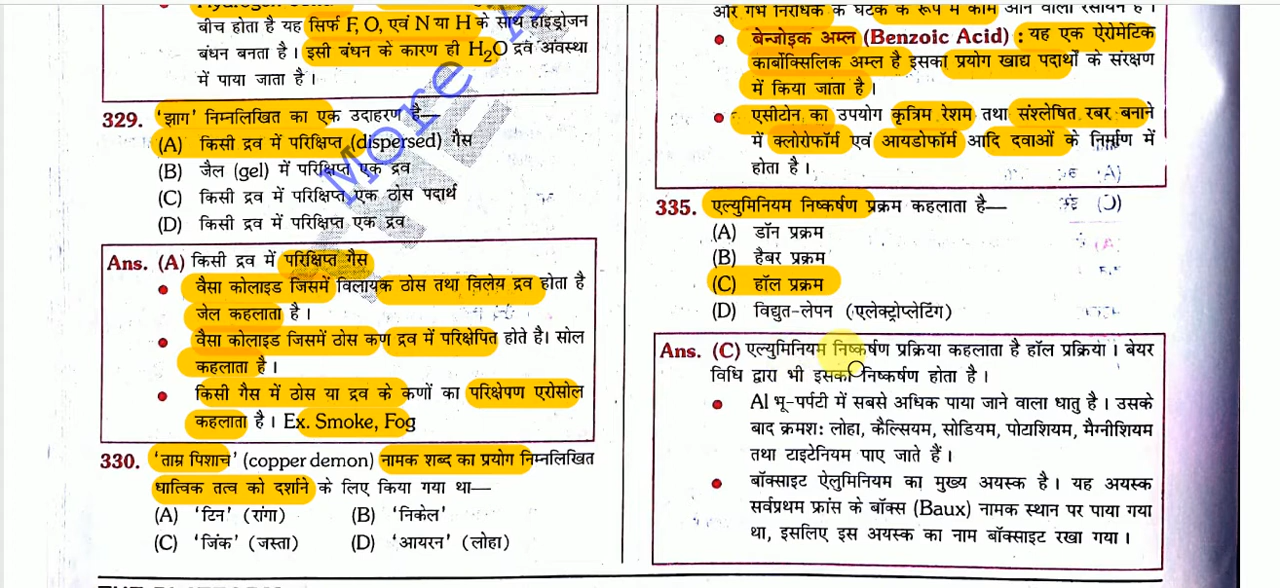 बीच होता है यह सिर्फ F, O, एवं N या H के साथ हाइड्रोजन
बंधन बनता है। इसी बंधन के कारण ही H₂O द्रव अवस्था
में पाया जाता है।
329. 'झाग' निम्नलिखित का एक उदाहरण है—
(A) किसी द्रव में परिक्षिप्त (dispersed) गैस
(B) जैल (gel) में परिक्षिप्त एक द्रव
(C) किसी द्रव में परिक्षिप्त एक ठोस पदार्थ
(D) किसी द्रव में परिक्षिप्त एक द्रव
Ans. (A) किसी द्रव में परिक्षिप्त गैस
• वैसा कोलाइड जिसमें विलायक ठोस तथा विलेय द्रव होता है
जेल कहलाता है।
• वैसा कोलाइड जिसमें ठोस कण द्रव में परिक्षेपित होते है। सोल
कहलाता है।
• किसी गैस में ठोस या द्रव के कणों का परिक्षेपण एरोसोल
कहलाता है। Ex. Smoke, Fog
330. 'ताम्र पिशाच' (copper demon) नामक शब्द का प्रयोग निम्नलिखित
धात्विक तत्व को दर्शाने के लिए किया गया था—
(A) 'टिन' (रांगा) (B) 'निकेल'
(C) 'जिंक' (जस्ता) (D) 'आयरन' (लोहा)
और गर्भ निरोधक के घटक के रूप में काम आने वाला रसायन है।
• बेन्जोइक अम्ल (Benzoic Acid) : यह एक ऐरोमेटिक
कार्बोक्सिलिक अम्ल है इसका प्रयोग खाद्य पदार्थों के संरक्षण
में किया जाता है।
• एसीटोन का उपयोग कृत्रिम रेशम तथा संश्लेषित रबर बनाने
में क्लोरोफॉर्म एवं आयडोफॉर्म आदि दवाओं के निर्माण में
होता है।
335. एल्युमिनियम निष्कर्षण प्रक्रम कहलाता है—
(A) डॉन प्रक्रम
(B) हैबर प्रक्रम
(C) हॉल प्रक्रम
(D) विद्युत-लेपन (एलेक्ट्रोप्लेटिंग)
Ans. (C) एल्युमिनियम निष्कर्षण प्रक्रिया कहलाता है हॉल प्रक्रिया। बेयर
विधि द्वारा भी इसका निष्कर्षण होता है।
• Al भू-पर्पटी में सबसे अधिक पाया जाने वाला धातु है। उसके
बाद क्रमश: लोहा, कैल्सियम, सोडियम, पोटाशियम, मैग्नीशियम
तथा टाइटेनियम पाए जाते हैं।
• बॉक्साइट ऐलुमिनियम का मुख्य अयस्क है। यह अयस्क
सर्वप्रथम फ्रांस के बॉक्स (Baux) नामक स्थान पर पाया गया
था, इसलिए इस अयस्क का नाम बॉक्साइट रखा गया।